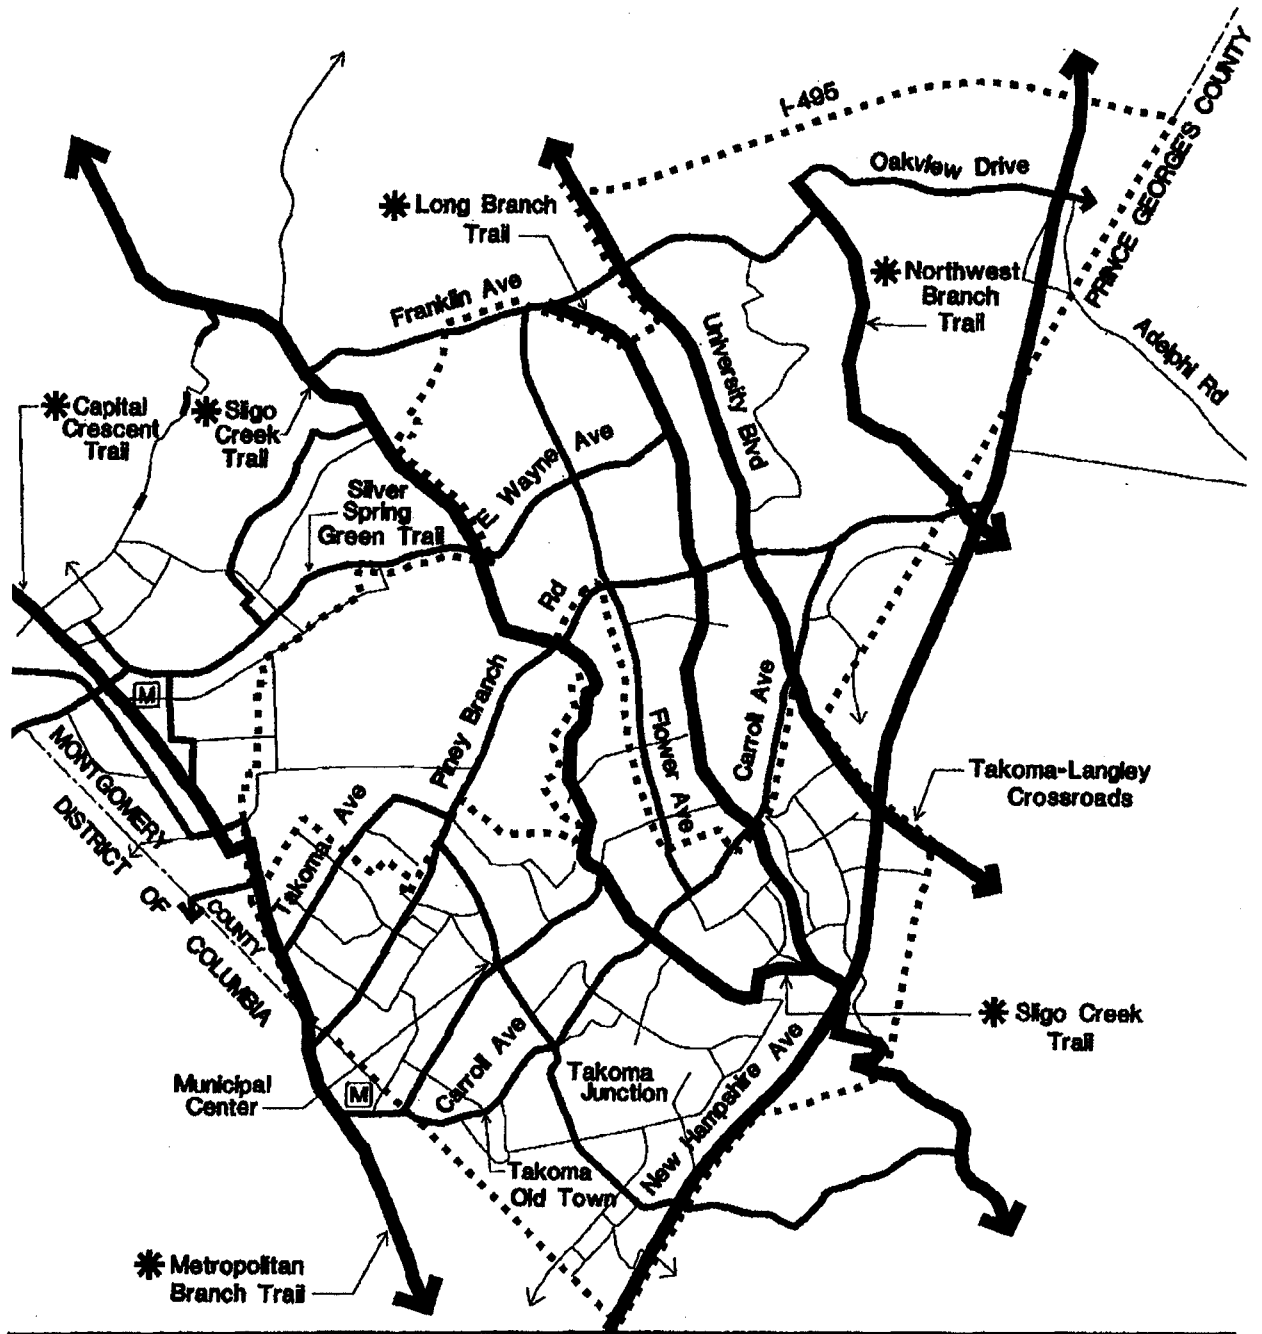 I-495
PRINCE GEORGE'S COUNTY
Oakview Drive
Long Branch
Trail
Northwest
Branch
Trail
Franklin Ave
University Blvd
Adelphi Rd
Capital
Crescent
Trail
Sligo
Creek
Trail
E Wayne Ave
Silver
Spring
Green Trail
Piney Branch Rd
M
MONTGOMERY
COUNTY
DISTRICT OF
COLUMBIA
Flower Ave
Carroll Ave
Takoma-Langley
Crossroads
Takoma Ave
Sligo Creek
Trail
Municipal
Center
M
Carroll Ave
Takoma
Junction
New Hampshire Ave
Takoma
Old Town
Metropolitan
Branch Trail